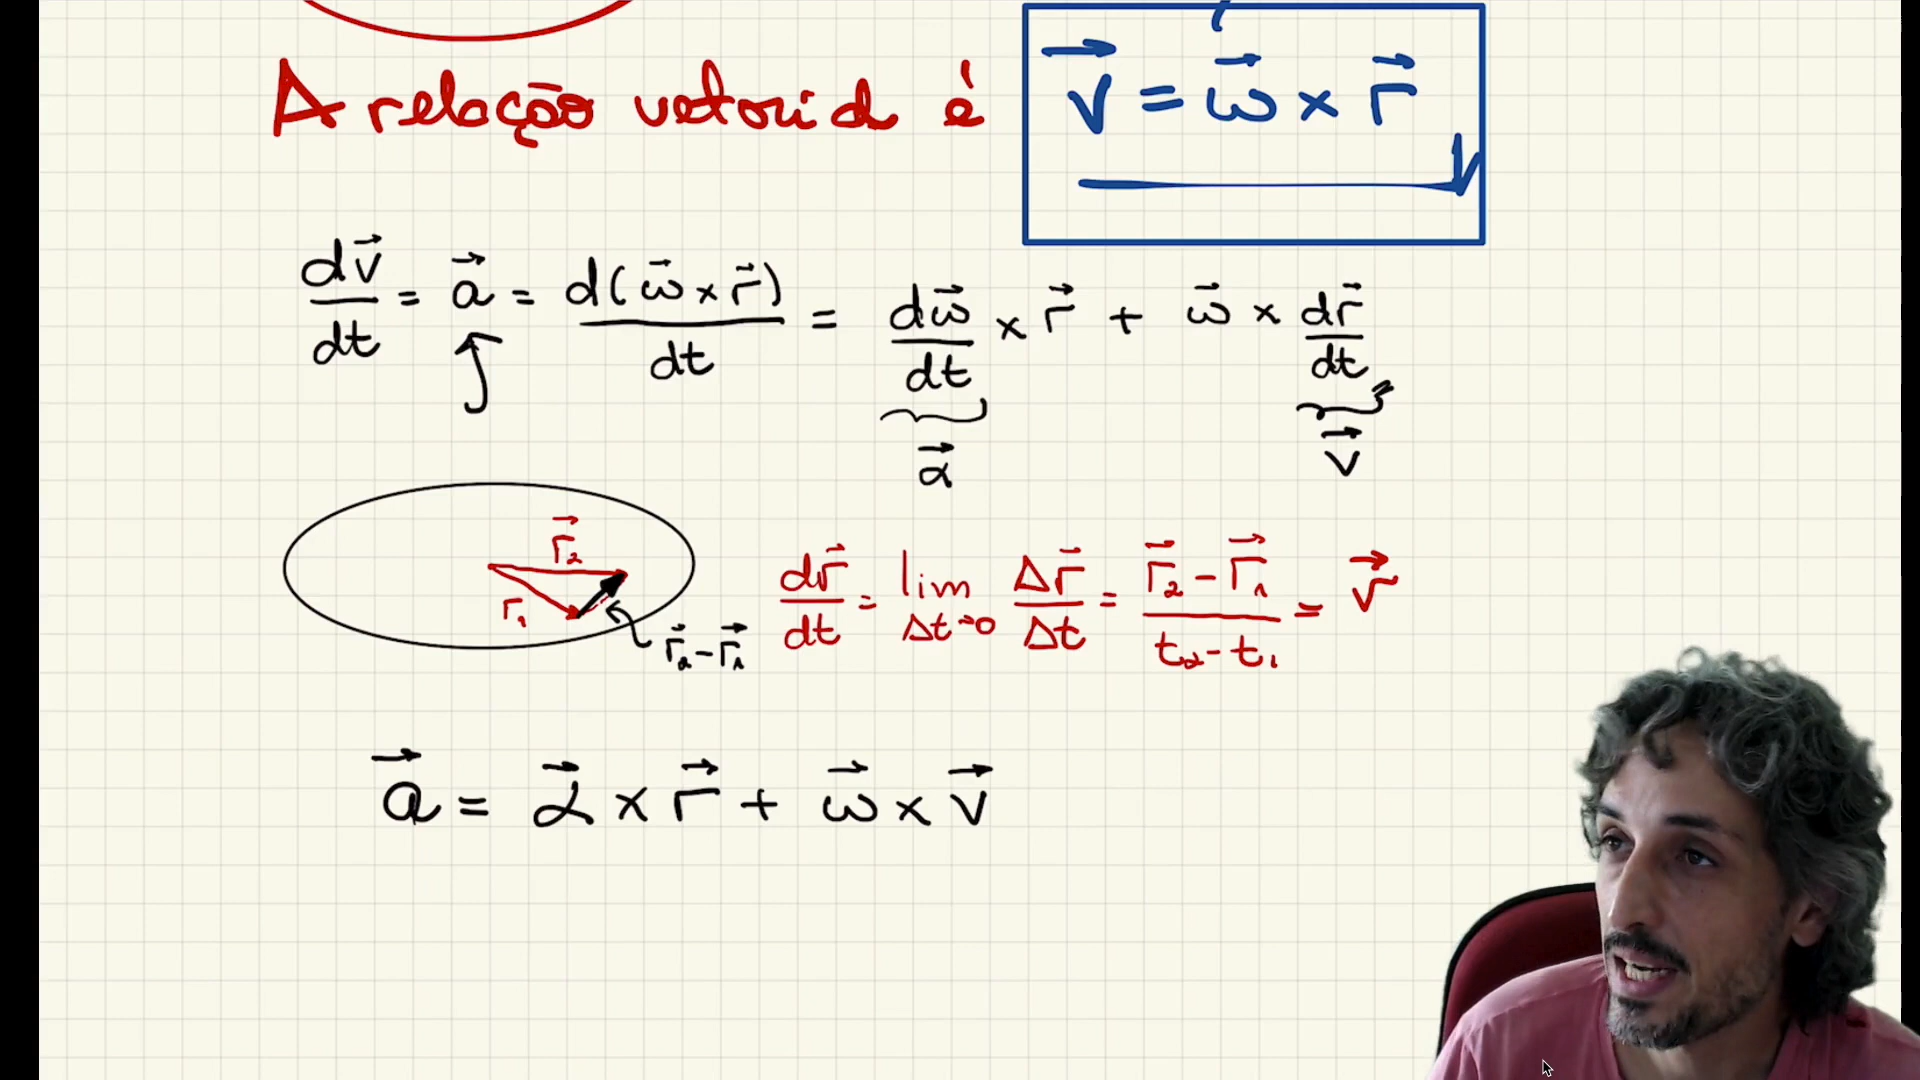 A relação vetorial é v⃗ = ω⃗ × r⃗
dv⃗/dt = a⃗ = d(ω⃗ × r⃗)/dt = dω⃗/dt × r⃗ + ω⃗ × dr⃗/dt
α⃗ v⃗
r⃗₂
r₁
r⃗₂ − r⃗₁
dr⃗/dt = lim Δt→0 Δr⃗/Δt = r⃗₂ − r⃗₁/t₂ − t₁ = v⃗
a⃗ = α⃗ × r⃗ + ω⃗ × v⃗